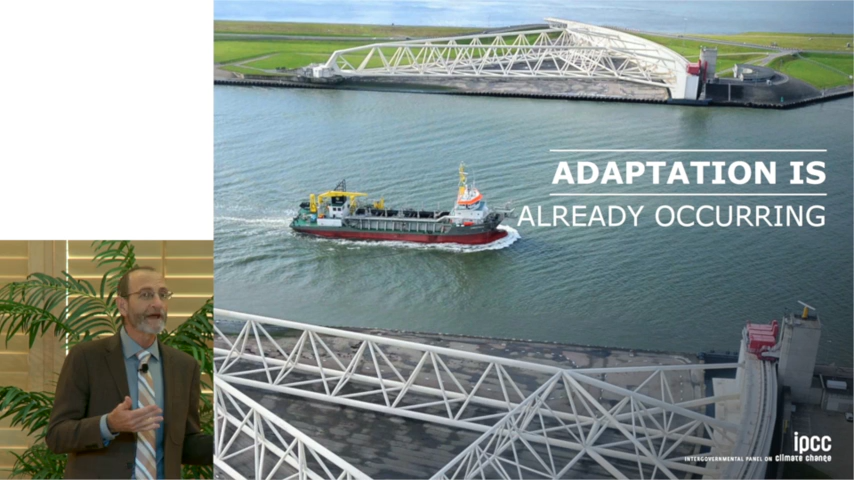 ADAPTATION IS
ALREADY OCCURRING
ipcc
INTERGOVERNMENTAL PANEL ON climate change